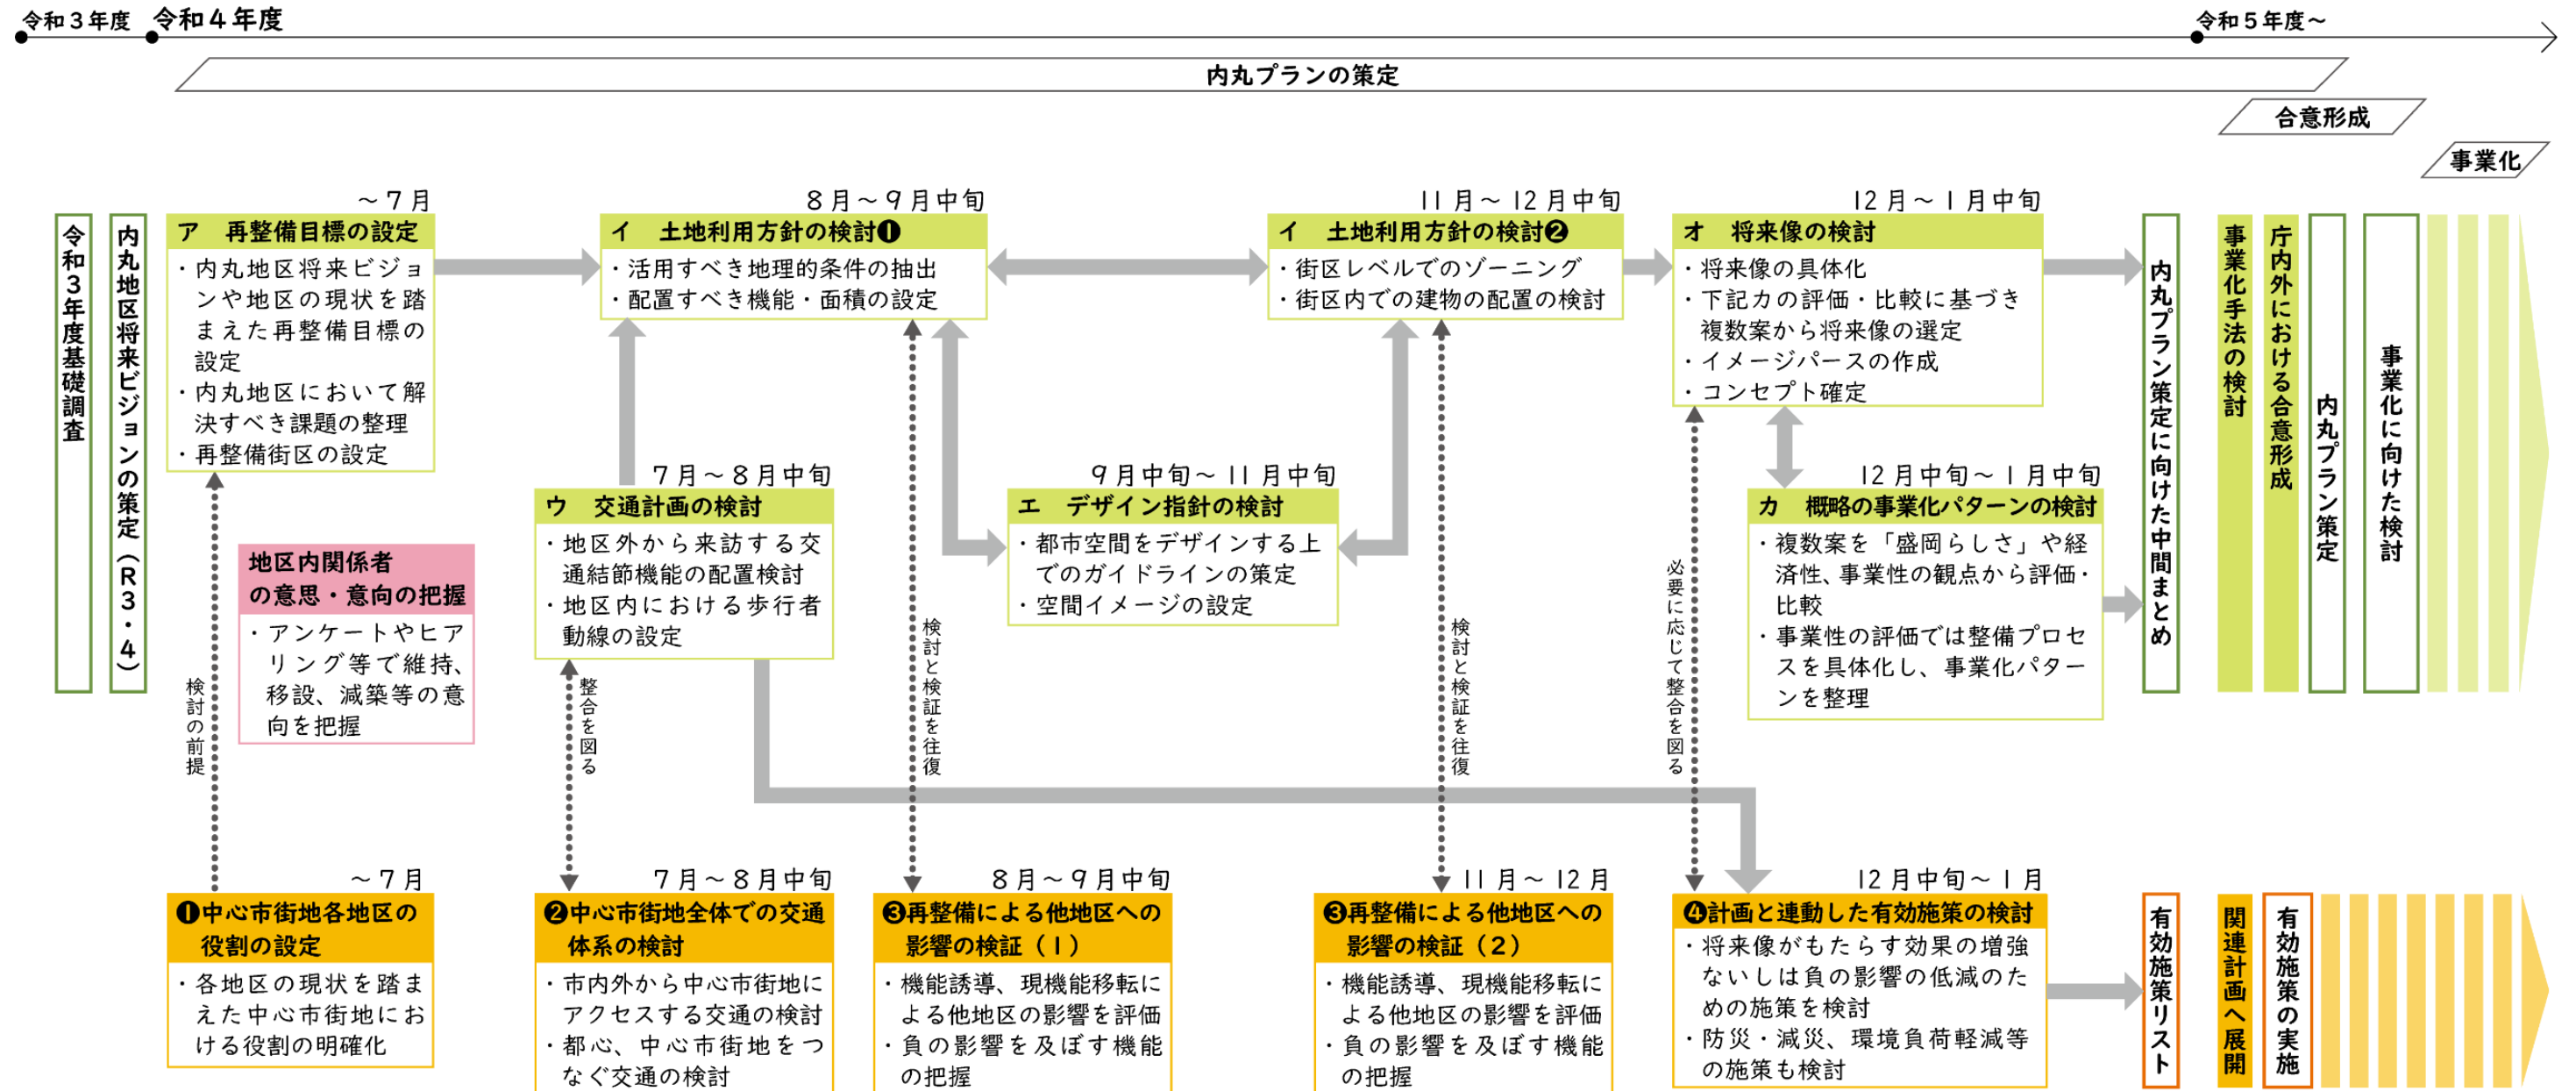 令和３年度
令和４年度
令和５年度～
内丸プランの策定
合意形成
事業化
令和３年度基礎調査
内丸地区将来ビジョンの策定（R３・４）
～７月
ア　再整備目標の設定
・内丸地区将来ビジョ
ンや地区の現状を踏
まえた再整備目標の
設定
・内丸地区において解
決すべき課題の整理
・再整備街区の設定
地区内関係者
の意思・意向の把握
・アンケートやヒア
リング等で維持、
移設、減築等の意
向を把握
検討の前提
８月～９月中旬
イ　土地利用方針の検討❶
・活用すべき地理的条件の抽出
・配置すべき機能・面積の設定
７月～８月中旬
ウ　交通計画の検討
・地区外から来訪する交
通結節機能の配置検討
・地区内における歩行者
動線の設定
整合を図る
検討と検証を往復
９月中旬～１１月中旬
エ　デザイン指針の検討
・都市空間をデザインする上
でのガイドラインの策定
・空間イメージの設定
１１月～１２月中旬
イ　土地利用方針の検討❷
・街区レベルでのゾーニング
・街区内での建物の配置の検討
検討と検証を往復
１２月～１月中旬
オ　将来像の検討
・将来像の具体化
・下記カの評価・比較に基づき
複数案から将来像の選定
・イメージパースの作成
・コンセプト確定
必要に応じて整合を図る
１２月中旬～１月中旬
カ　概略の事業化パターンの検討
・複数案を「盛岡らしさ」や経
済性、事業性の観点から評価・
比較
・事業性の評価では整備プロセ
スを具体化し、事業化パター
ンを整理
内丸プラン策定に向けた中間まとめ
事業化手法の検討
庁内外における合意形成
内丸プラン策定
事業化に向けた検討
～７月
❶中心市街地各地区の
役割の設定
・各地区の現状を踏ま
えた中心市街地にお
ける役割の明確化
７月～８月中旬
❷中心市街地全体での交通
体系の検討
・市内外から中心市街地に
アクセスする交通の検討
・都心、中心市街地をつ
なぐ交通の検討
８月～９月中旬
❸再整備による他地区への
影響の検証（１）
・機能誘導、現機能移転に
よる他地区の影響を評価
・負の影響を及ぼす機能
の把握
１１月～１２月
❸再整備による他地区への
影響の検証（２）
・機能誘導、現機能移転に
よる他地区の影響を評価
・負の影響を及ぼす機能
の把握
１２月中旬～１月
❹計画と連動した有効施策の検討
・将来像がもたらす効果の増強
ないしは負の影響の低減のた
めの施策を検討
・防災・減災、環境負荷軽減等
の施策も検討
有効施策リスト
関連計画へ展開
有効施策の実施